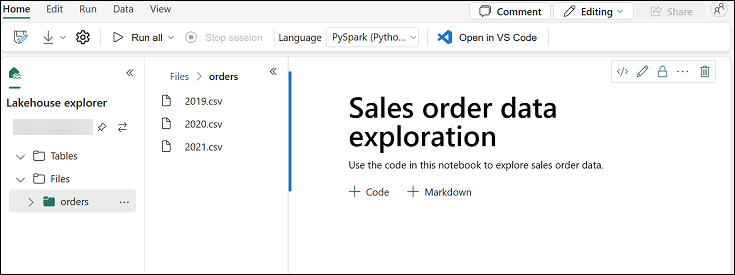 Home Edit Run Data View
Comment Editing Share
Run all Stop session Language PySpark (Pytho... Open in VS Code
Lakehouse explorer
Tables
Files
orders
Files > orders
2019.csv
2020.csv
2021.csv
Sales order data
exploration
Use the code in this notebook to explore sales order data.
+ Code + Markdown